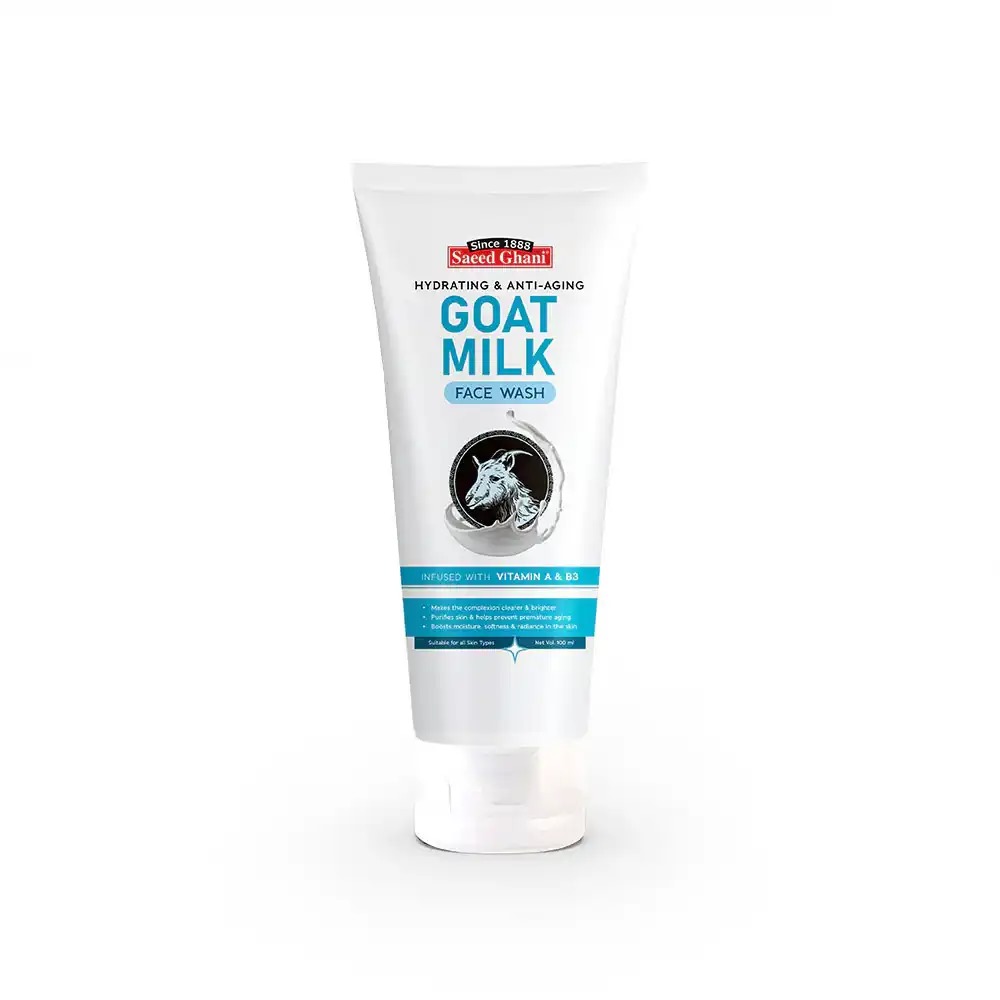 Since 1888
Saeed Ghani®
HYDRATING & ANTI-AGING
GOAT
MILK
FACE WASH
INFUSED WITH VITAMIN A & B3
• Makes the complexion clearer & brighter
• Purifies skin & helps prevent premature aging
• Boosts moisture, softness & radiance in the skin
Suitable for all Skin Types
Net Vol. 100 ml